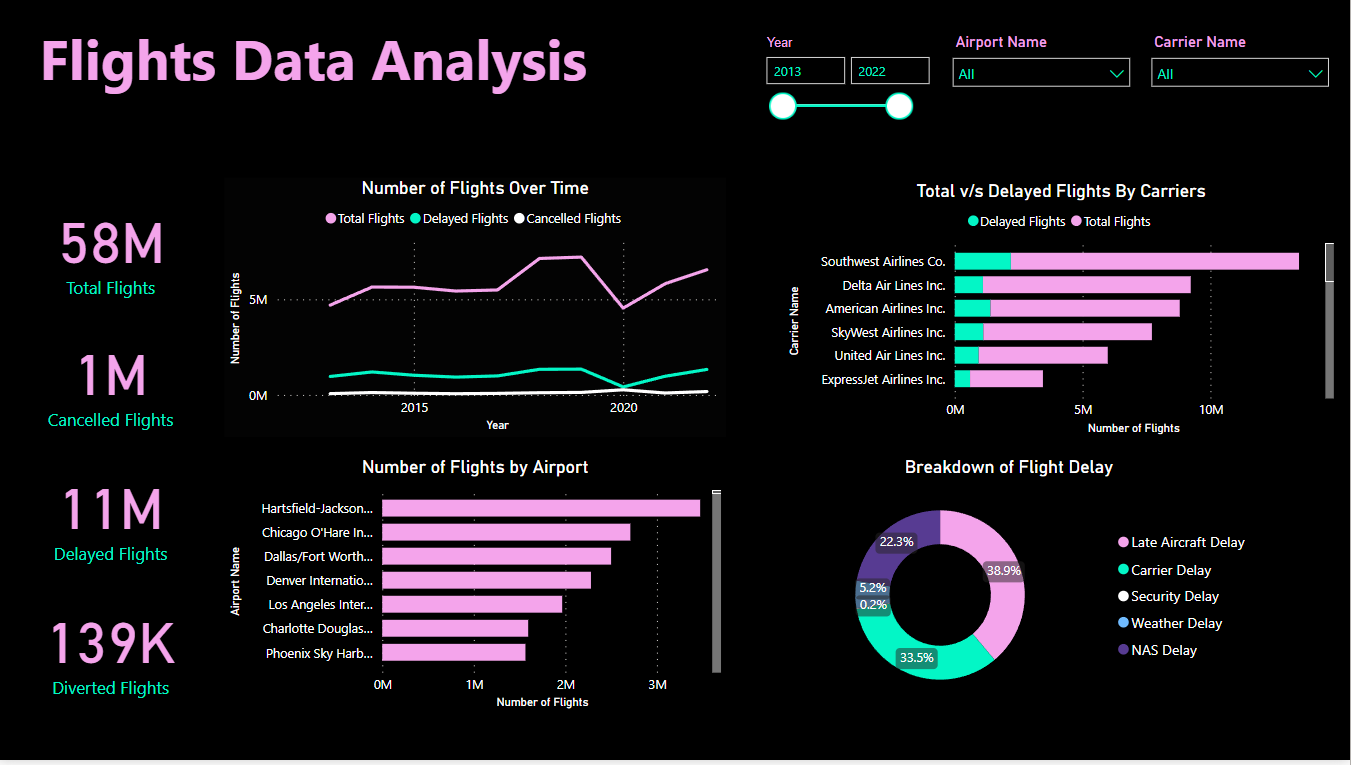 Flights Data Analysis
Year
2013
2022
Airport Name
All
Carrier Name
All
58M
Total Flights
1M
Cancelled Flights
11M
Delayed Flights
139K
Diverted Flights
Number of Flights Over Time
Total Flights Delayed Flights Cancelled Flights
Number of Flights
5M
0M
2015 2020
Year
Total v/s Delayed Flights By Carriers
Delayed Flights Total Flights
Carrier Name
Southwest Airlines Co.
Delta Air Lines Inc.
American Airlines Inc.
SkyWest Airlines Inc.
United Air Lines Inc.
ExpressJet Airlines Inc.
0M 5M 10M
Number of Flights
Number of Flights by Airport
Airport Name
Hartsfield-Jackson...
Chicago O'Hare In...
Dallas/Fort Worth...
Denver Internatio...
Los Angeles Inter...
Charlotte Douglas...
Phoenix Sky Harb...
0M 1M 2M 3M
Number of Flights
Breakdown of Flight Delay
22.3%
38.9%
5.2%
0.2%
33.5%
Late Aircraft Delay
Carrier Delay
Security Delay
Weather Delay
NAS Delay